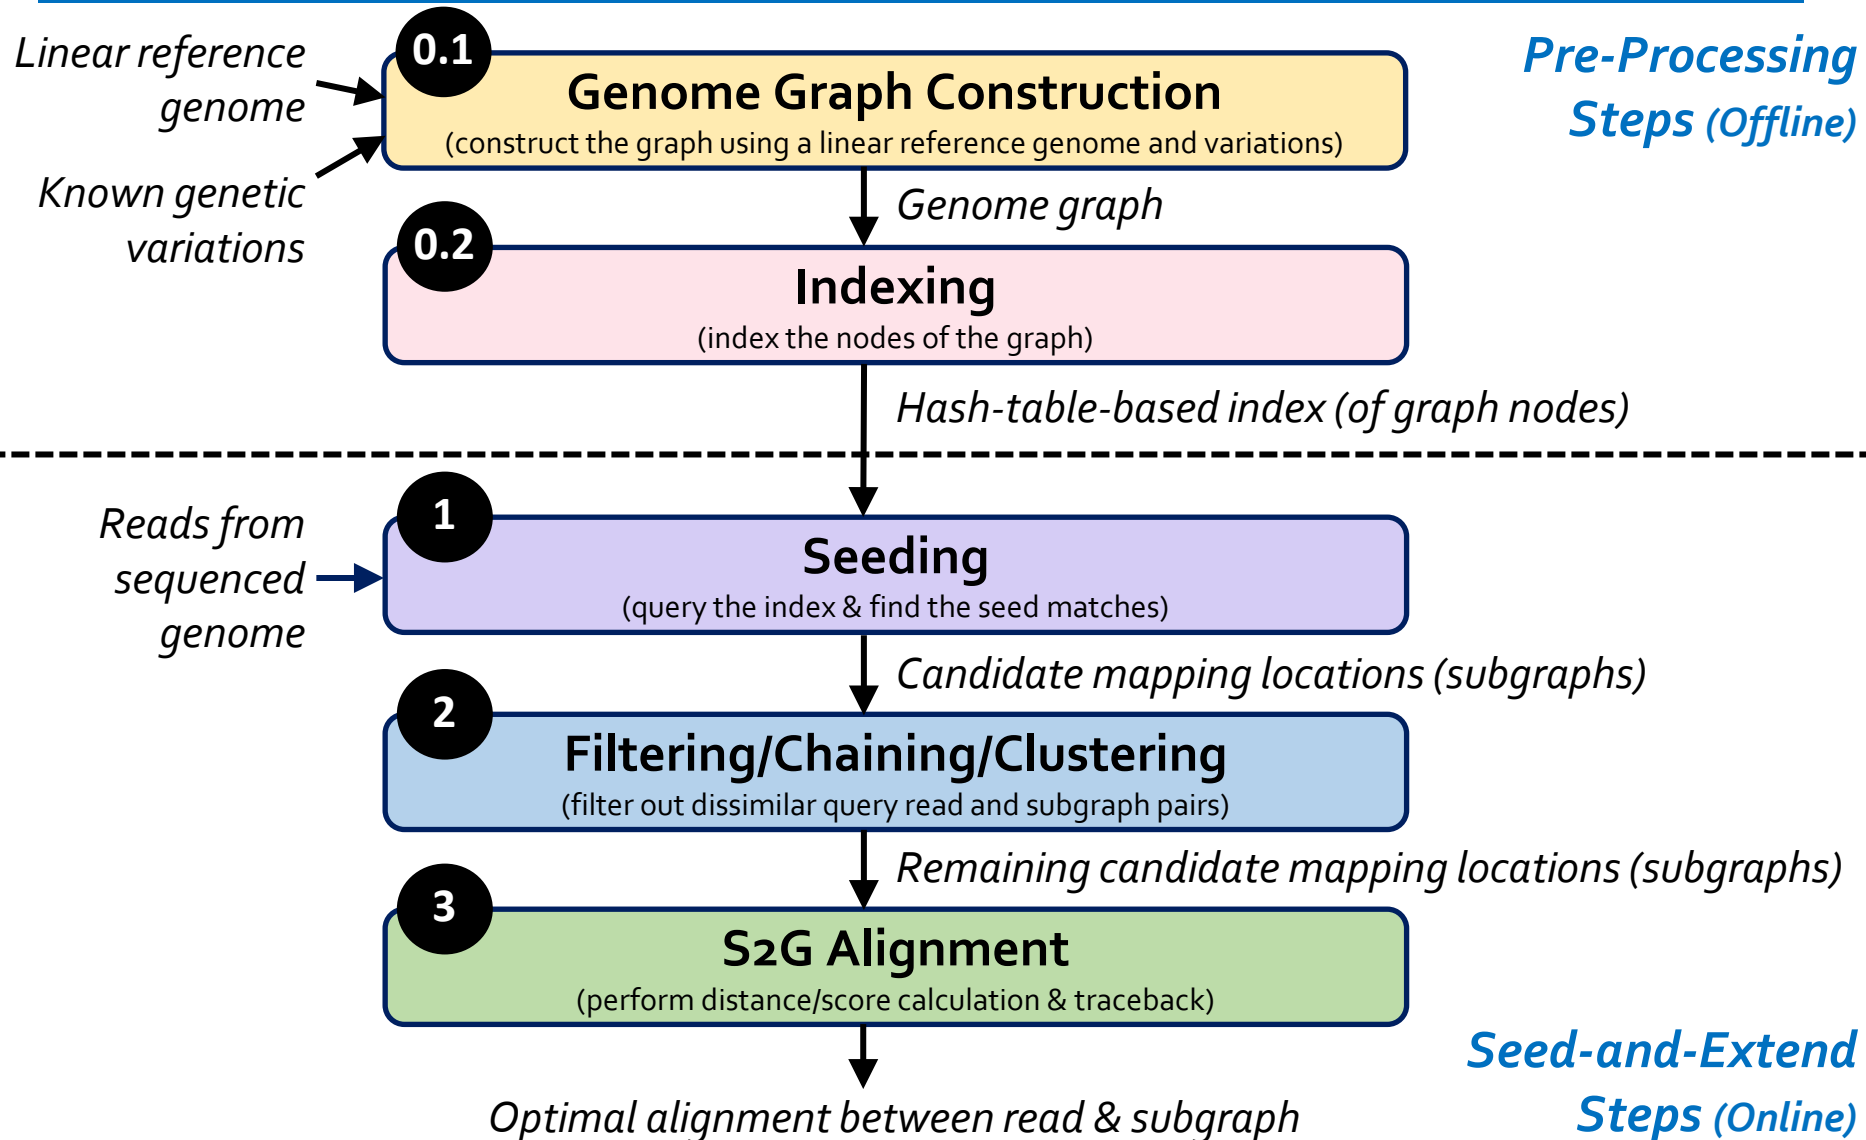 Linear reference
genome
Known genetic
variations
0.1
Genome Graph Construction
(construct the graph using a linear reference genome and variations)
Pre-Processing
Steps (Offline)
Genome graph
0.2
Indexing
(index the nodes of the graph)
Hash-table-based index (of graph nodes)
Reads from
sequenced
genome
1
Seeding
(query the index & find the seed matches)
Candidate mapping locations (subgraphs)
2
Filtering/Chaining/Clustering
(filter out dissimilar query read and subgraph pairs)
Remaining candidate mapping locations (subgraphs)
3
S2G Alignment
(perform distance/score calculation & traceback)
Optimal alignment between read & subgraph
Seed-and-Extend
Steps (Online)